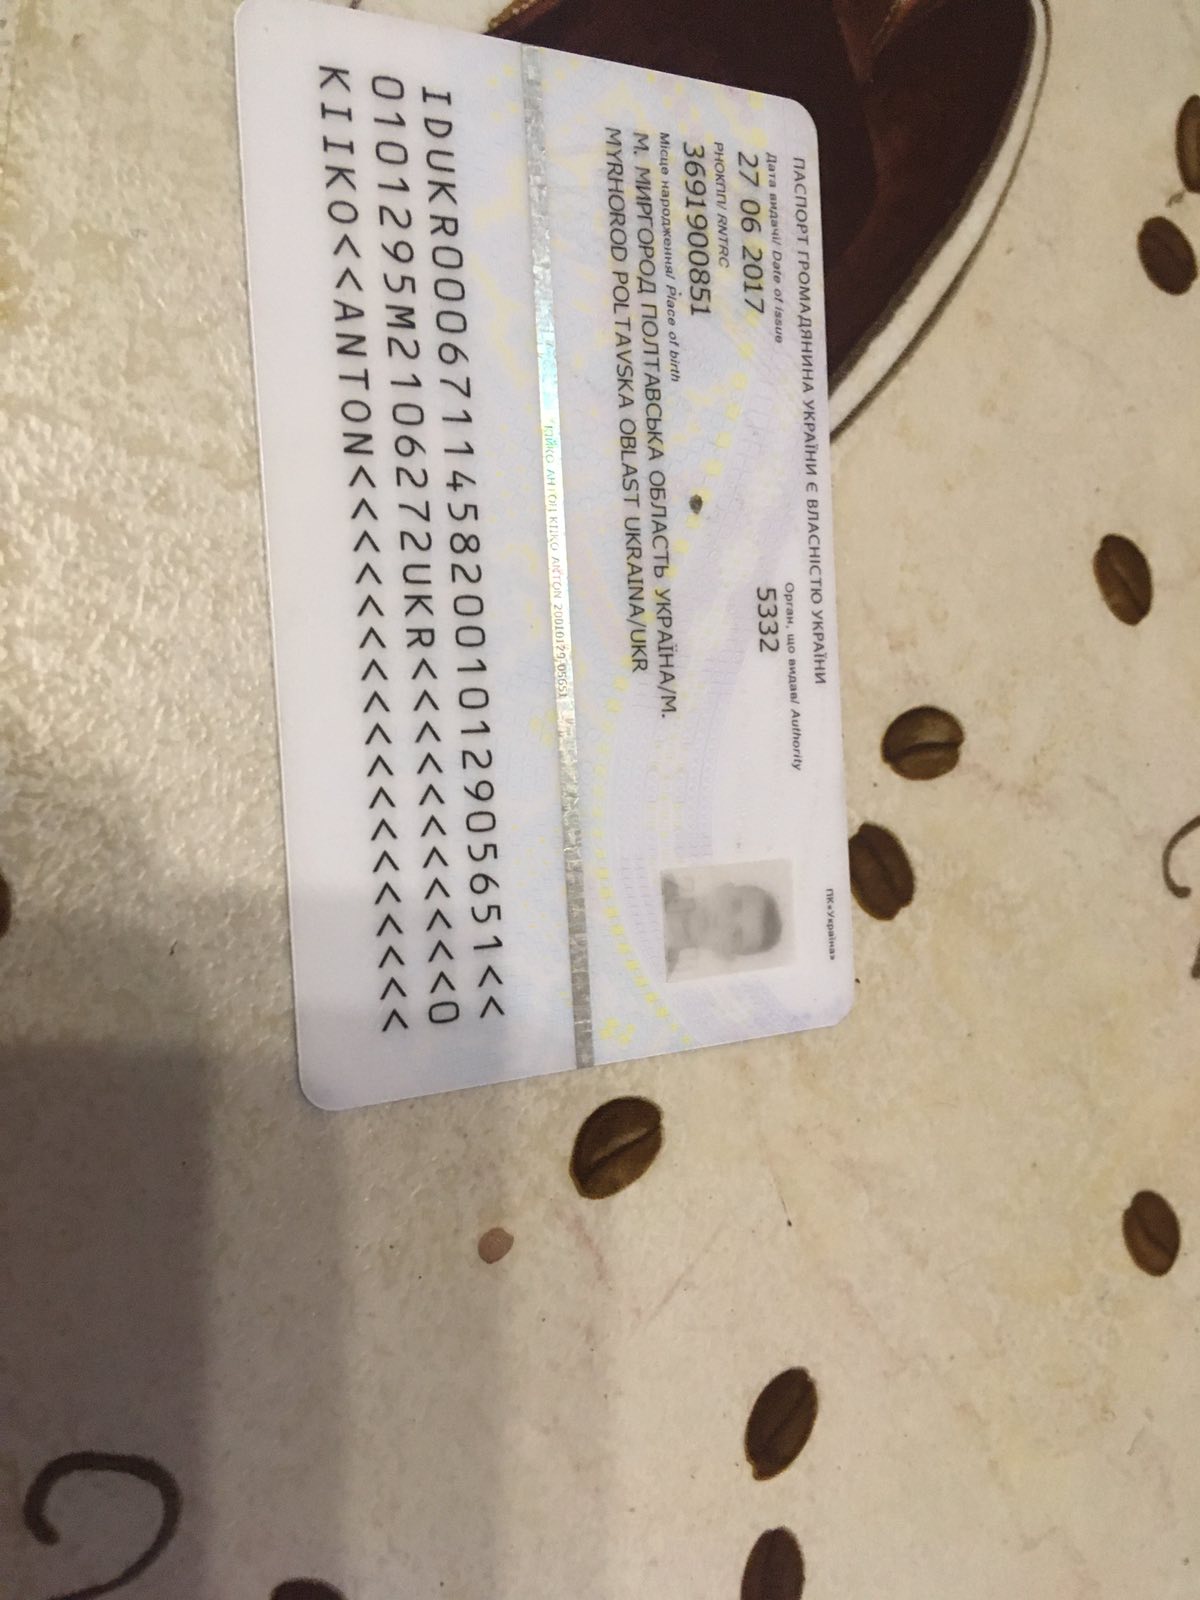 ПАСПОРТ ГРОМАДЯНИНА УКРАЇНИ Є ВЛАСНІСТЮ УКРАЇНИ
ПК«Україна»
Дата видачі/ Date of issue
27 06 2017
Орган, що видав/ Authority
5332
РНОКПП/ RNTRC
3691900851
Місце народження/ Place of birth
М. МИРГОРОД ПОЛТАВСЬКА ОБЛАСТЬ УКРАЇНА/M.
MYRHOROD POLTAVSKA OBLAST UKRAINA/UKR
КІЙКО АНТОН KIIKO ANTON 20010129-05651
IDUKR00067114582001012905651<<
0101295M2106272UKR<<<<<<<<<<<0
KIIKO<<ANTON<<<<<<<<<<<<<<<<<<